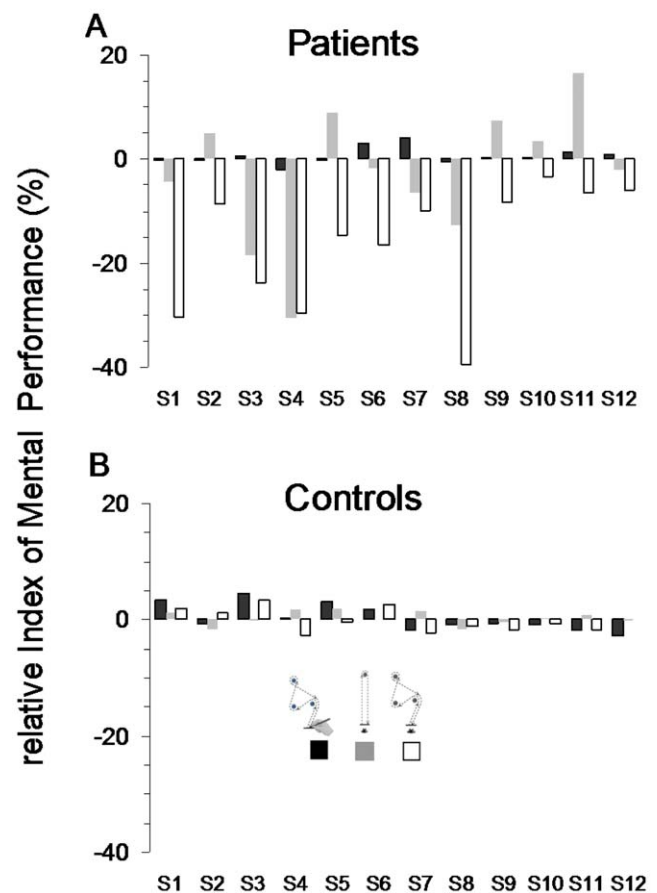 A
Patients
20
0
-20
-40
S1 S2 S3 S4 S5 S6 S7 S8 S9 S10 S11 S12
relative Index of Mental Performance (%)
B
Controls
20
0
-20
-40
S1 S2 S3 S4 S5 S6 S7 S8 S9 S10 S11 S12